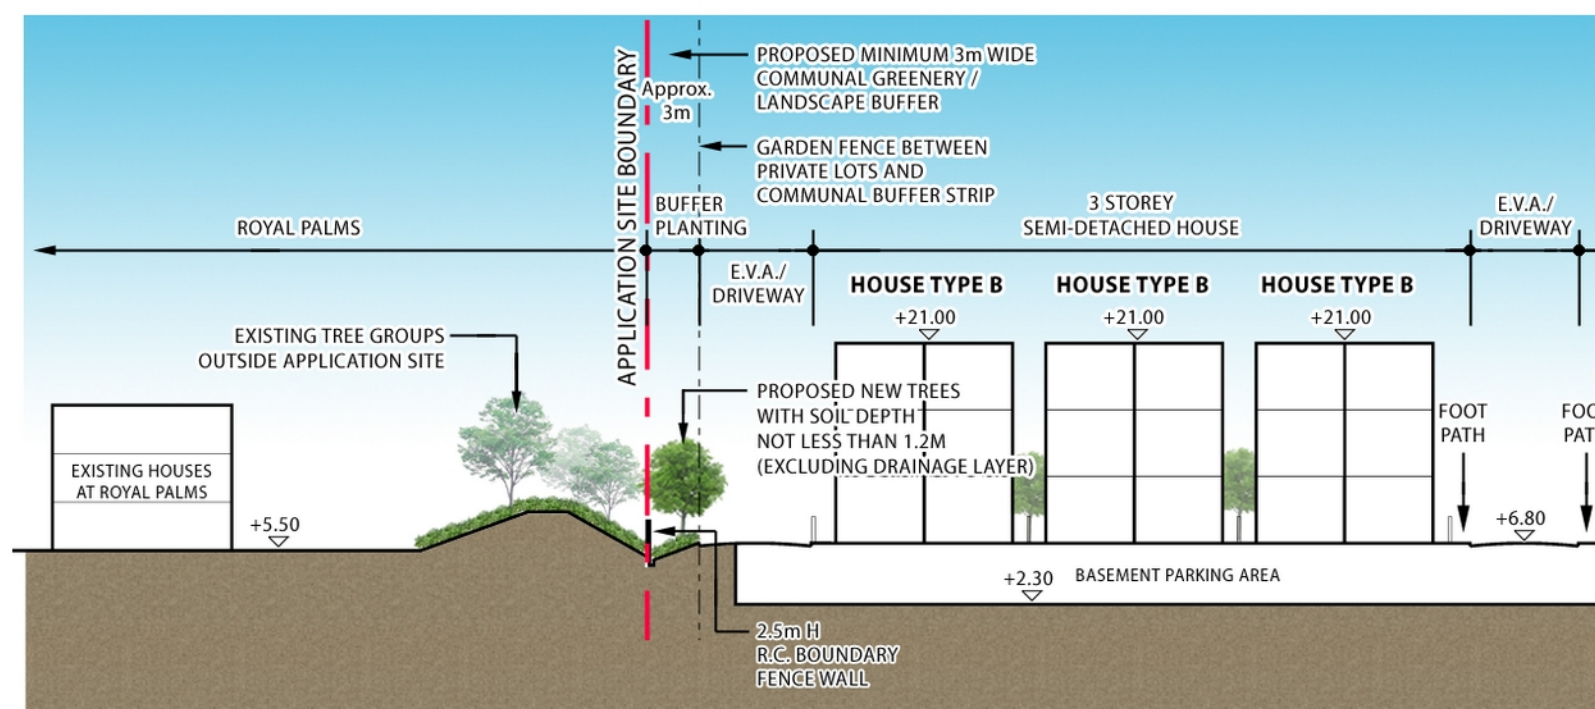 PROPOSED MINIMUM 3m WIDE
COMMUNAL GREENERY /
LANDSCAPE BUFFER
APPLICATION SITE BOUNDARY
Approx.
3m
GARDEN FENCE BETWEEN
PRIVATE LOTS AND
COMMUNAL BUFFER STRIP
ROYAL PALMS
BUFFER
PLANTING
3 STOREY
SEMI-DETACHED HOUSE
E.V.A./
DRIVEWAY
E.V.A./
DRIVEWAY
HOUSE TYPE B
HOUSE TYPE B
HOUSE TYPE B
+21.00
+21.00
+21.00
EXISTING TREE GROUPS
OUTSIDE APPLICATION SITE
PROPOSED NEW TREES
WITH SOIL DEPTH
NOT LESS THAN 1.2M
(EXCLUDING DRAINAGE LAYER)
FOOT
PATH
FOO
PAT
EXISTING HOUSES
AT ROYAL PALMS
+5.50
+6.80
+2.30
BASEMENT PARKING AREA
2.5m H
R.C. BOUNDARY
FENCE WALL